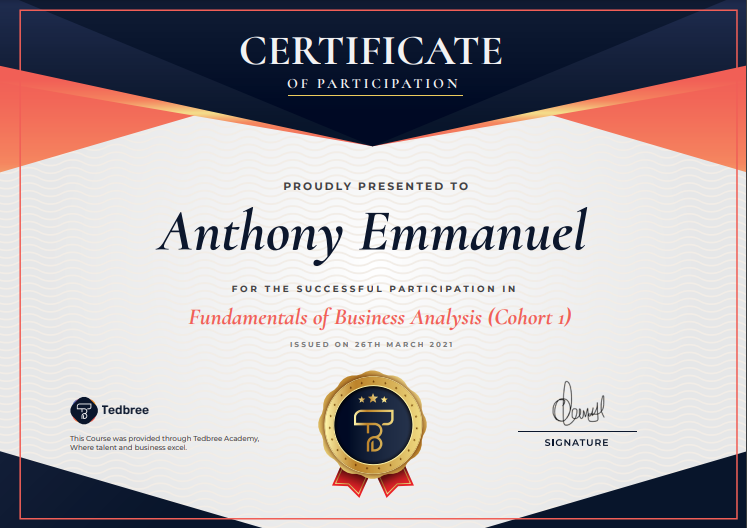 CERTIFICATE
OF PARTICIPATION
PROUDLY PRESENTED TO
Anthony Emmanuel
FOR THE SUCCESSFUL PARTICIPATION IN
Fundamentals of Business Analysis (Cohort 1)
ISSUED ON 26TH MARCH 2021
Tedbree
This Course was provided through Tedbree Academy,
Where talent and business excel.
SIGNATURE